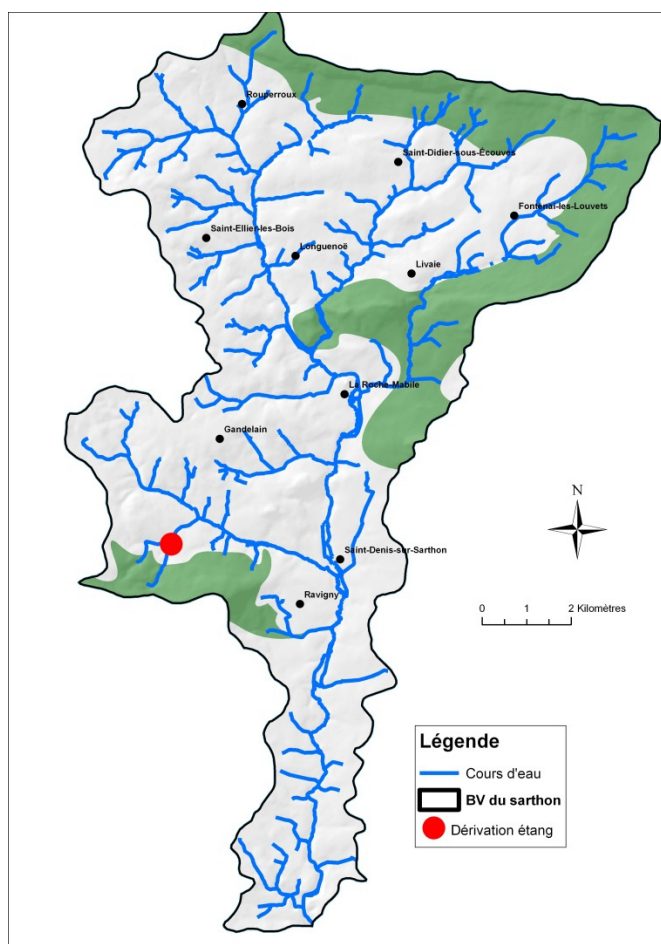 Rouperroux
Saint-Didier-sous-Écouves
Fontenai-les-Louvets
Saint-Ellier-les-Bois
Longuenoë
Livaie
La Roche-Mabile
Gandelain
N
Saint-Denis-sur-Sarthon
Ravigny
0 1 2 Kilomètres
Légende
Cours d'eau
BV du sarthon
Dérivation étang